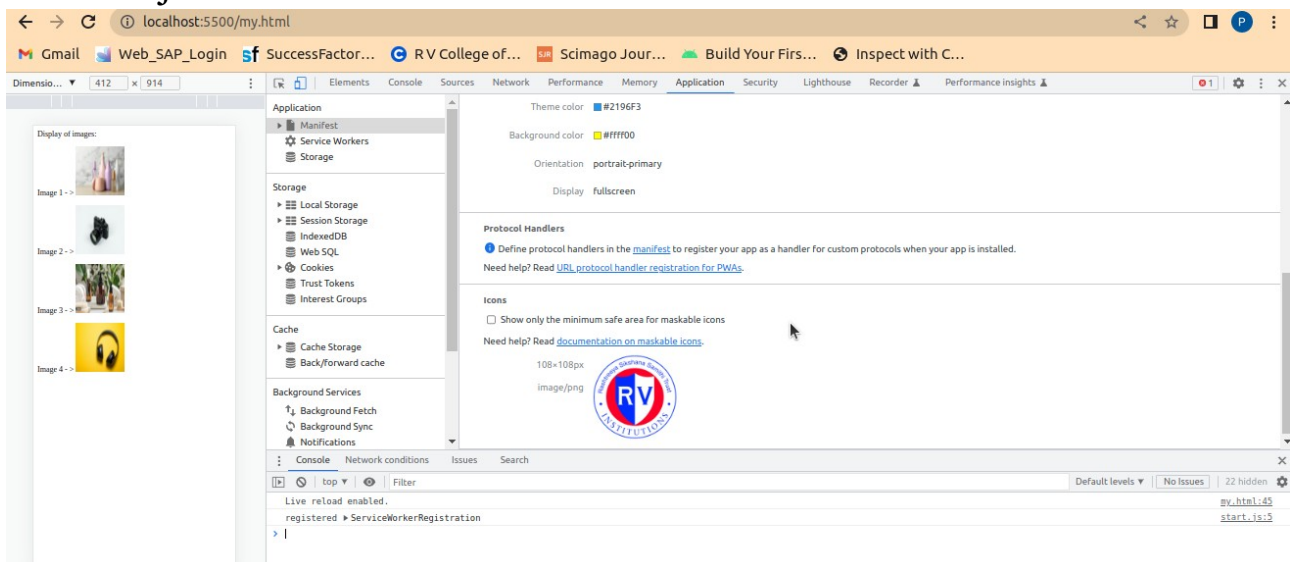 localhost:5500/my.html
P
Gmail Web_SAP_Login SuccessFactor... R V College of... Scimago Jour... Build Your Firs... Inspect with C...
Dimensio... ▼ 412 × 914
Elements Console Sources Network Performance Memory Application Security Lighthouse Recorder Performance insights 1
Display of images:
Image 1 - >
Image 2 - >
Image 3 - >
Image 4 - >
Application
Manifest
Service Workers
Storage
Storage
Local Storage
Session Storage
IndexedDB
Web SQL
Cookies
Trust Tokens
Interest Groups
Cache
Cache Storage
Back/forward cache
Background Services
Background Fetch
Background Sync
Notifications
Theme color #2196F3
Background color #ffff00
Orientation portrait-primary
Display fullscreen
Protocol Handlers
Define protocol handlers in the manifest to register your app as a handler for custom protocols when your app is installed.
Need help? Read URL protocol handler registration for PWAs.
Icons
Show only the minimum safe area for maskable icons
Need help? Read documentation on maskable icons.
108×108px
image/png
RV
INSTITUTIONS
Console Network conditions Issues Search
top ▼ Filter Default levels ▼ No Issues 22 hidden
Live reload enabled. my.html:45
registered ▶ ServiceWorkerRegistration start.js:5
>